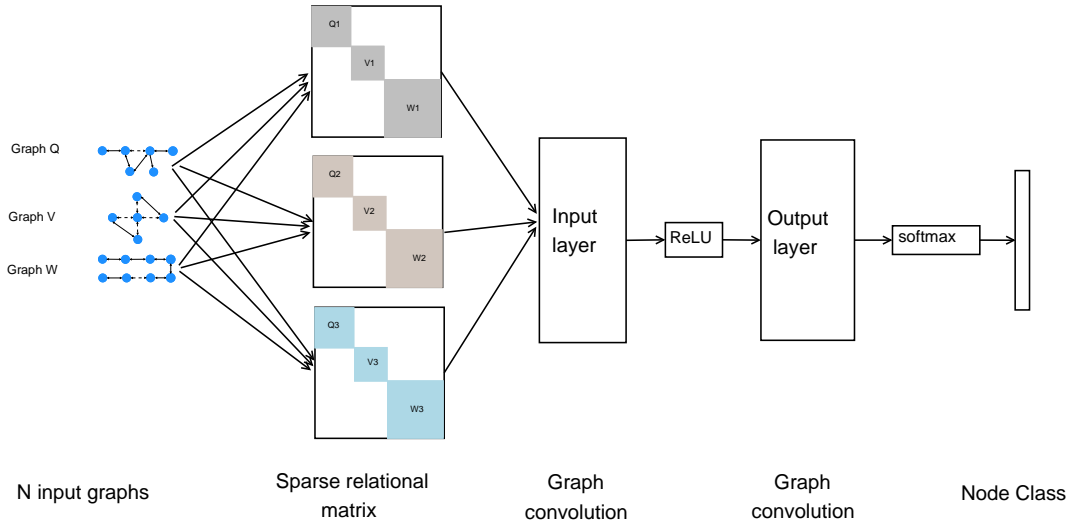 Graph Q
Graph V
Graph W
Q1
V1
W1
Q2
V2
W2
Q3
V3
W3
Input
layer
ReLU
Output
layer
softmax
N input graphs
Sparse relational
matrix
Graph
convolution
Graph
convolution
Node Class